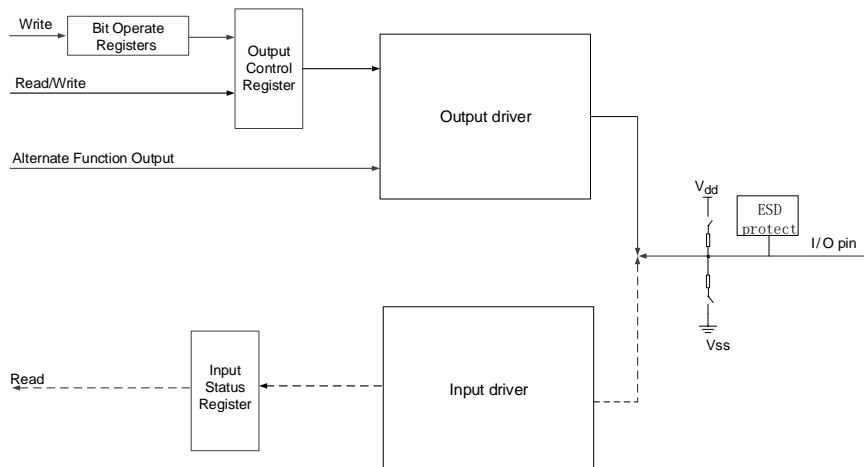 Write
Bit Operate
Registers
Output
Control
Register
Read/Write
Output driver
Alternate Function Output
Vdd
ESD
protect
I/O pin
Vss
Input
Status
Register
Read
Input driver